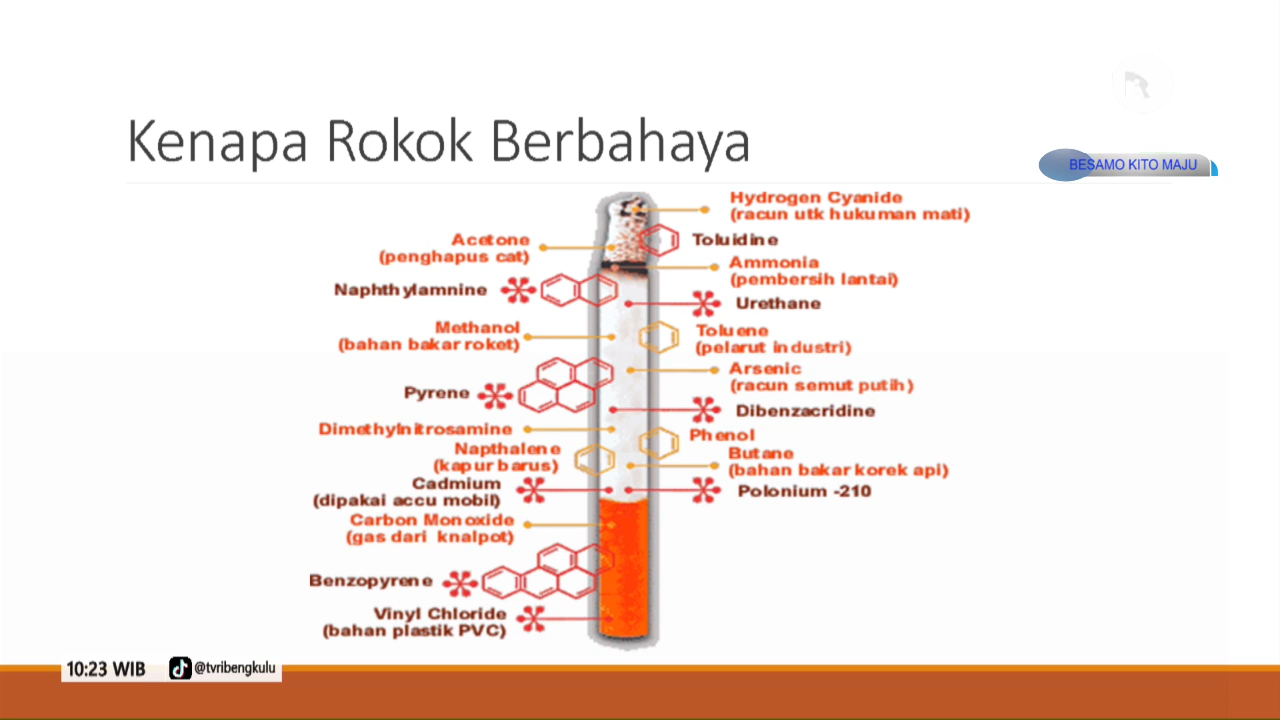 Kenapa Rokok Berbahaya
BESAMO KITO MAJU
Hydrogen Cyanide
(racun utk hukuman mati)
Toluidine
Acetone
(penghapus cat)
Ammonia
(pembersih lantai)
Naphthylamnine
Urethane
Methanol
(bahan bakar roket)
Toluene
(pelarut industri)
Arsenic
(racun semut putih)
Pyrene
Dibenzacridine
Dimethylnitrosamine
Phenol
Napthalene
(kapur barus)
Butane
(bahan bakar korek api)
Cadmium
(dipakai accu mobil)
Polonium -210
Carbon Monoxide
(gas dari knalpot)
Benzopyrene
Vinyl Chloride
(bahan plastik PVC)
10:23 WIB
@tvribengkulu